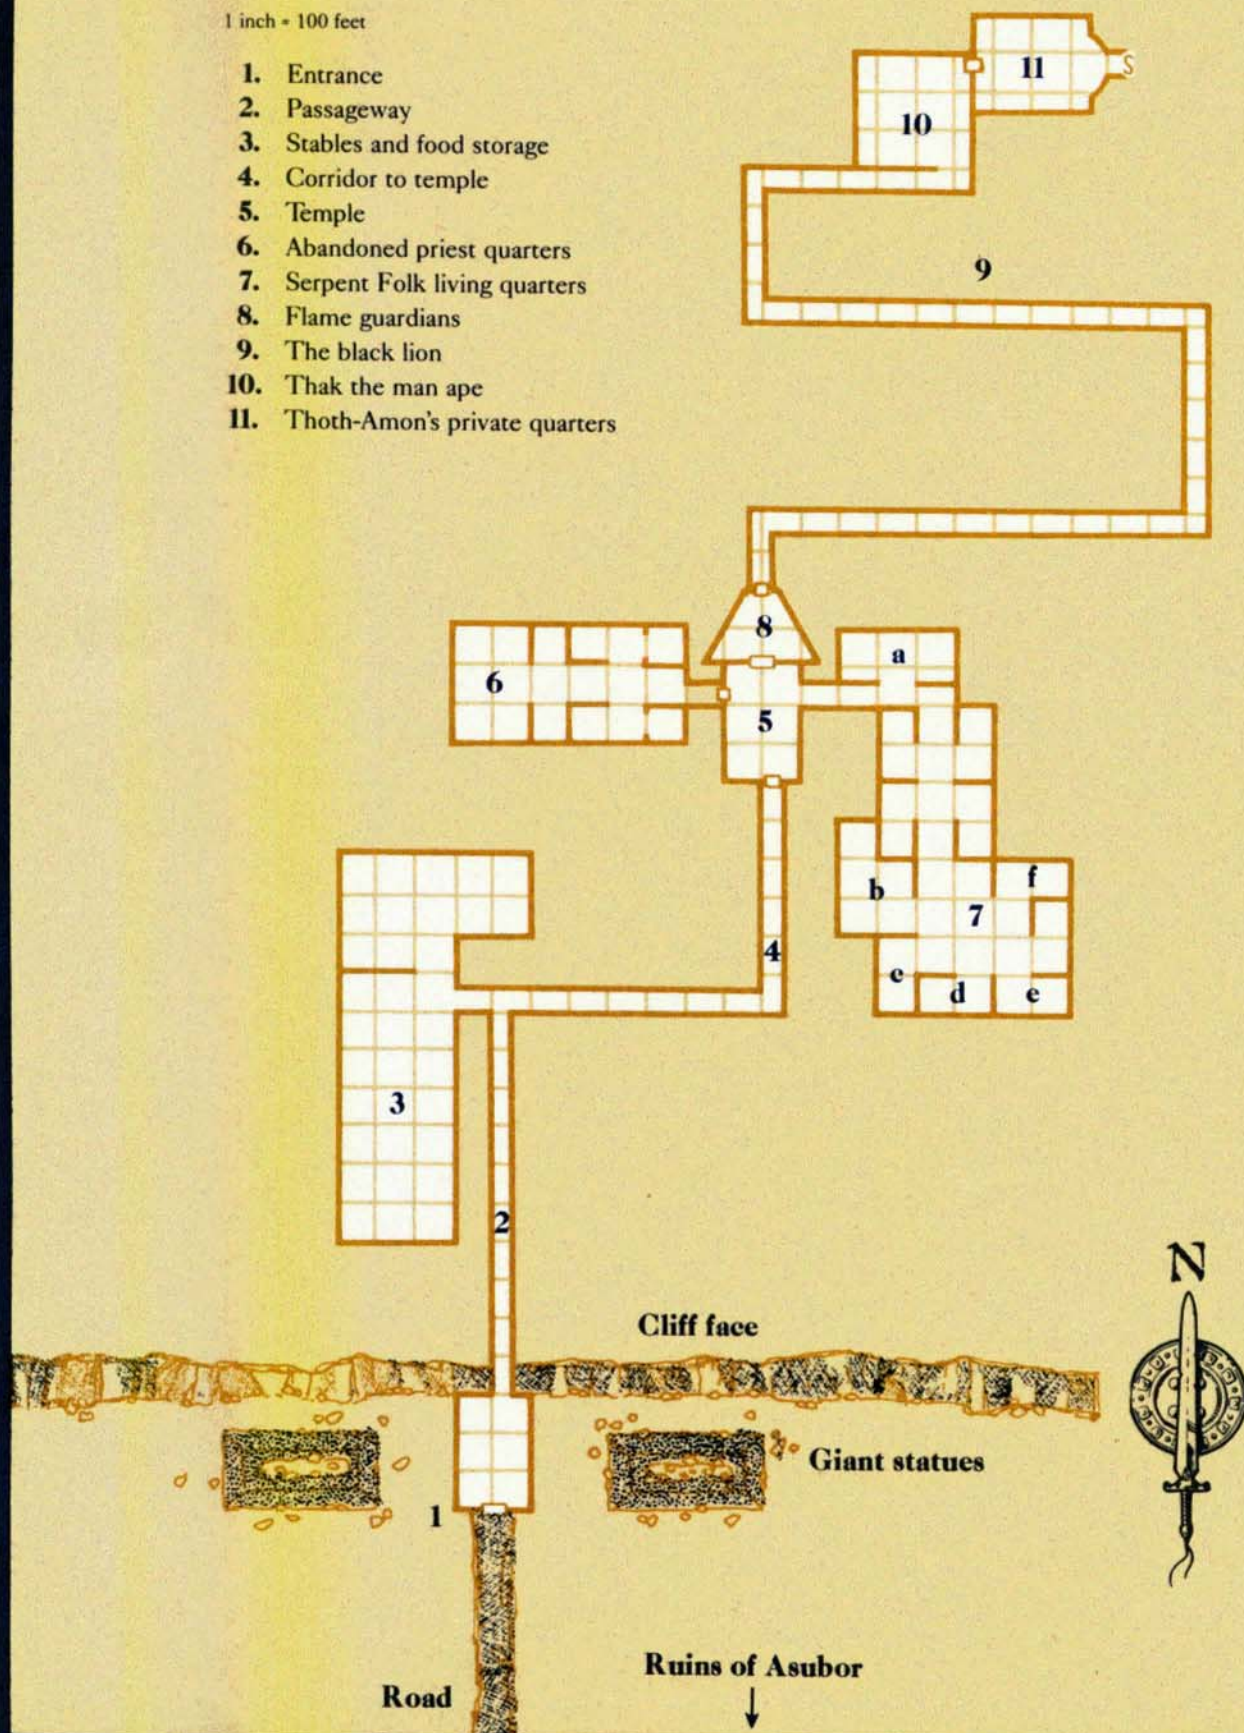 1 inch = 100 feet
1. Entrance
2. Passageway
3. Stables and food storage
4. Corridor to temple
5. Temple
6. Abandoned priest quarters
7. Serpent Folk living quarters
8. Flame guardians
9. The black lion
10. Thak the man ape
11. Thoth-Amon's private quarters
11
S
10
9
8
a
6
5
b
f
7
4
c
d
e
3
2
N
Cliff face
Giant statues
1
Ruins of Asubor
Road